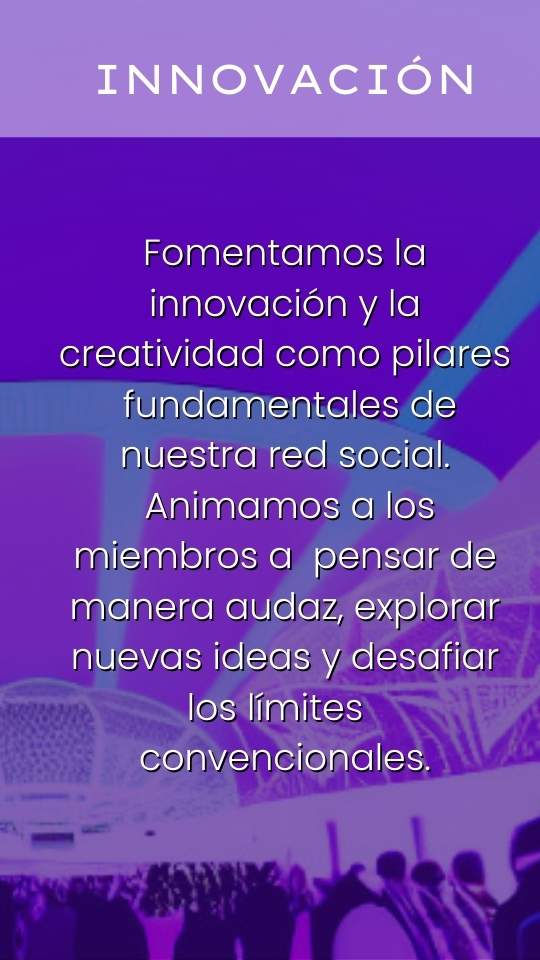 INNOVACIÓN
Fomentamos la
innovación y la
creatividad como pilares
fundamentales de
nuestra red social.
Animamos a los
miembros a  pensar de
manera audaz, explorar
nuevas ideas y desafiar
los límites
convencionales.